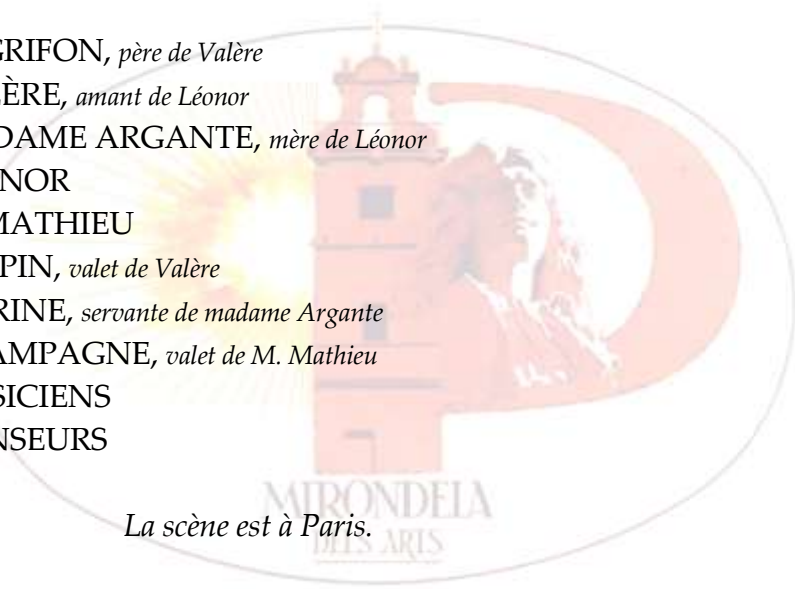 GRIFON, père de Valère
ÈRE, amant de Léonor
DAME ARGANTE, mère de Léonor
NOR
MATHIEU
PIN, valet de Valère
RINE, servante de madame Argante
AMPAGNE, valet de M. Mathieu
SICIENS
NSEURS
MIRONDELA
La scène est à Paris.
DELS ARTS